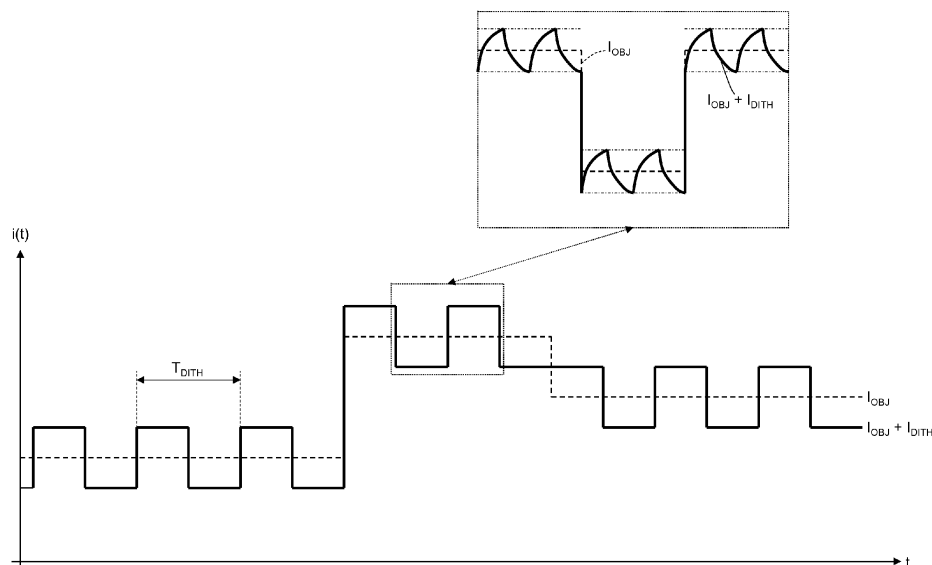 I_OBJ
I_OBJ + I_DITH
i(t)
T_DITH
I_OBJ
I_OBJ + I_DITH
t